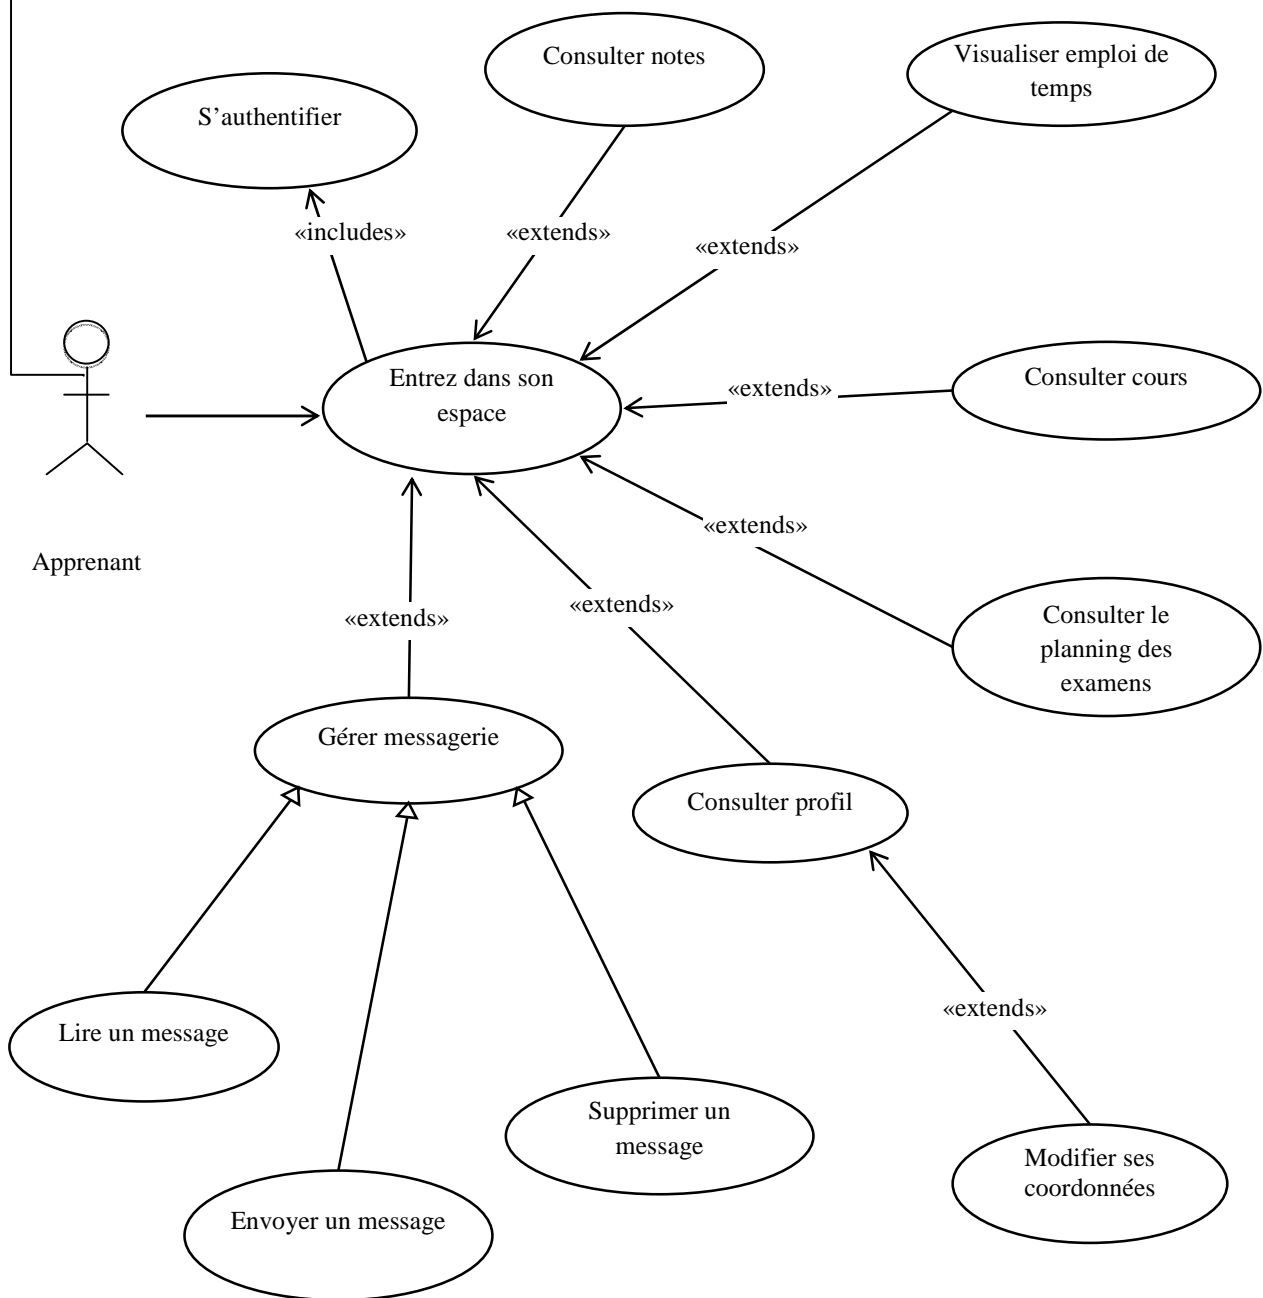 Consulter notes
Visualiser emploi de
temps
S’authentifier
«includes»
«extends»
«extends»
Entrez dans son
espace
«extends»
Consulter cours
«extends»
Apprenant
«extends»
«extends»
Consulter le
planning des
examens
Gérer messagerie
Consulter profil
«extends»
Lire un message
Supprimer un
message
Modifier ses
coordonnées
Envoyer un message